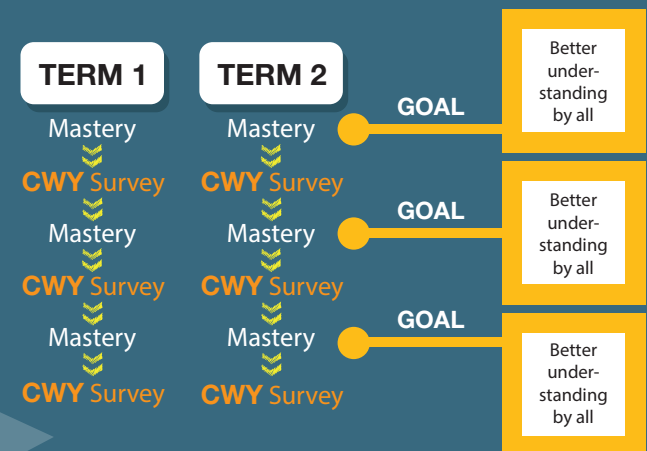 TERM 1
Mastery
CWY Survey
Mastery
CWY Survey
Mastery
CWY Survey
TERM 2
Mastery
CWY Survey
Mastery
CWY Survey
Mastery
CWY Survey
GOAL
Better
under-
standing
by all
GOAL
Better
under-
standing
by all
GOAL
Better
under-
standing
by all